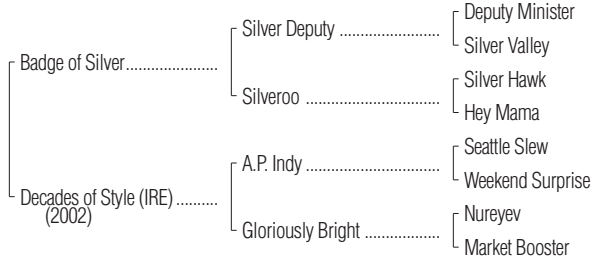 Deputy Minister
Silver Deputy ........................
Silver Valley
Badge of Silver......................
Silver Hawk
Silveroo ................................
Hey Mama
Seattle Slew
A.P. Indy ................................
Weekend Surprise
Decades of Style (IRE) ..........
(2002)
Nureyev
Gloriously Bright ..................
Market Booster